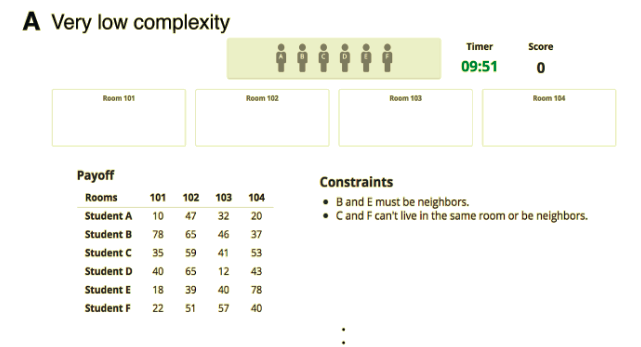 A Very low complexity
A B C D E F
Timer Score
09:51 0
Room 101 Room 102 Room 103 Room 104
Payoff
Rooms 101 102 103 104
Student A 10 47 32 20
Student B 78 65 46 37
Student C 35 59 41 53
Student D 40 65 12 43
Student E 18 39 40 78
Student F 22 51 57 40
Constraints
• B and E must be neighbors.
• C and F can't live in the same room or be neighbors.